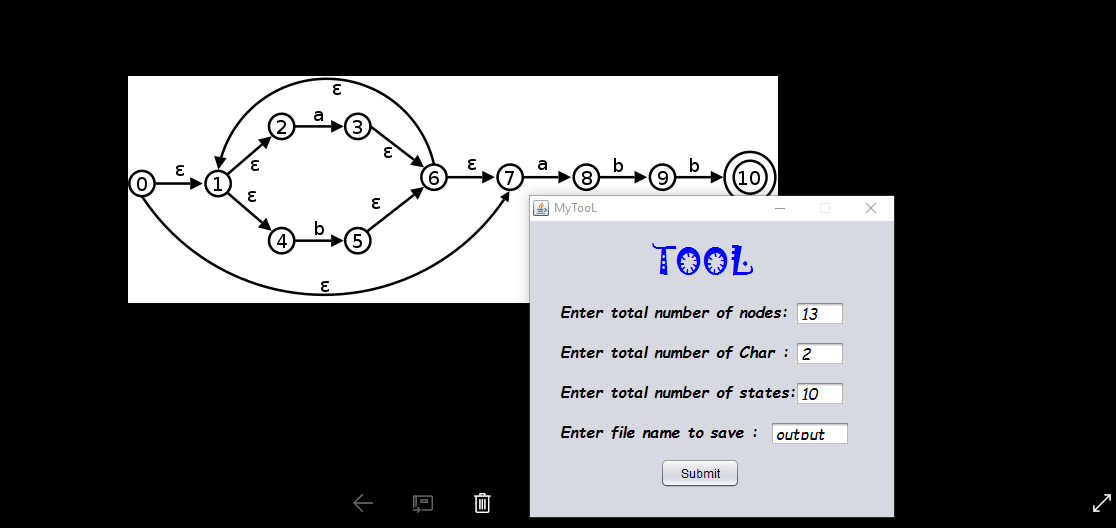 ε
a
2 3
ε ε
ε ε a b b
0 1 6 7 8 9 10
ε ε
b
4 5
ε
MyTooL
TOOL
Enter total number of nodes: 13
Enter total number of Char : 2
Enter total number of states: 10
Enter file name to save : output
Submit